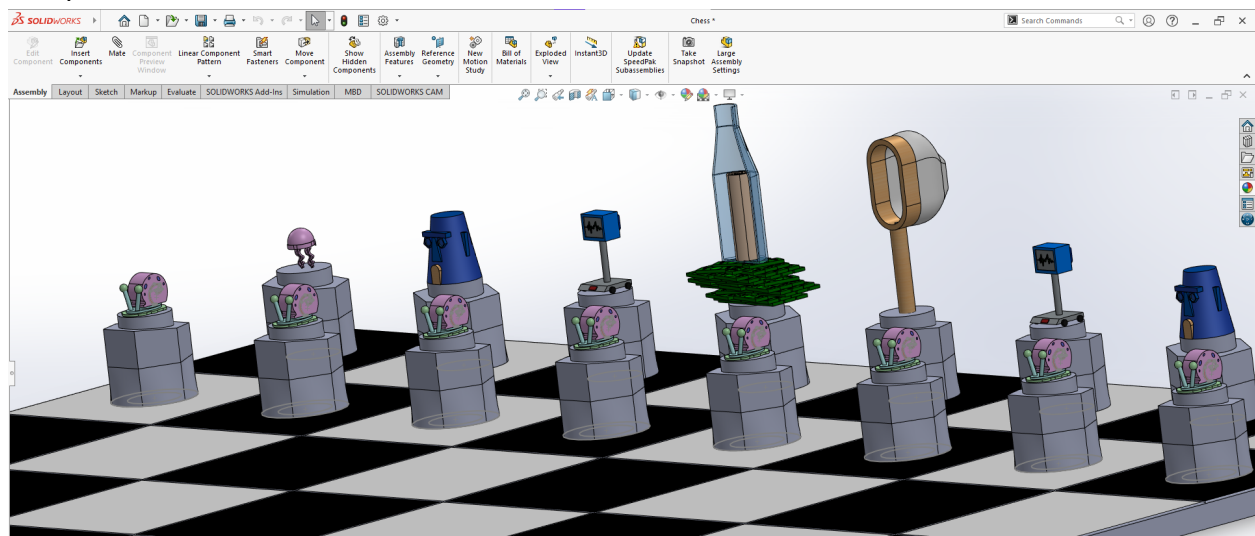 SOLIDWORKS
Chess *
Search Commands
Edit Component
Insert Components
Mate
Component Preview Window
Linear Component Pattern
Smart Fasteners
Move Component
Show Hidden Components
Assembly Features
Reference Geometry
New Motion Study
Bill of Materials
Exploded View
Instant3D
Update SpeedPak Subassemblies
Take Snapshot
Large Assembly Settings
Assembly
Layout
Sketch
Markup
Evaluate
SOLIDWORKS Add-Ins
Simulation
MBD
SOLIDWORKS CAM